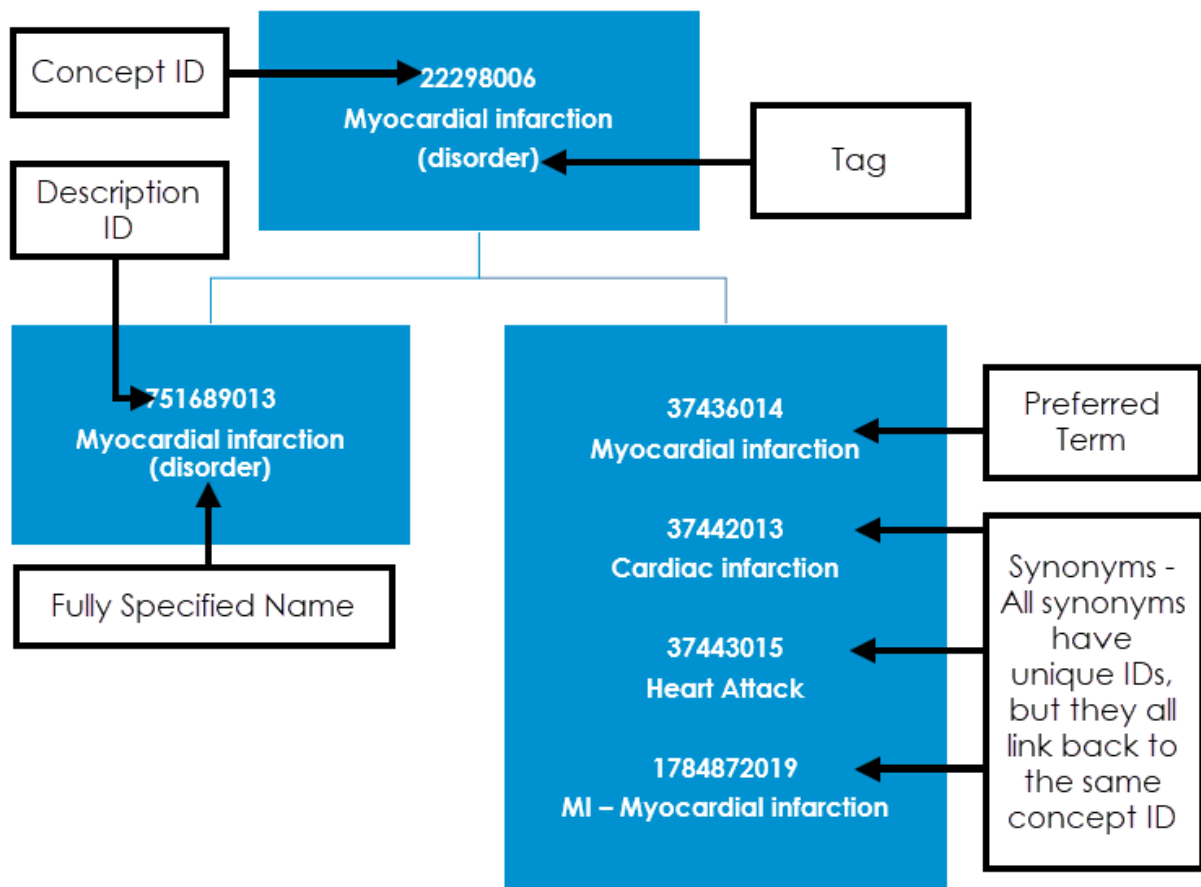 Concept ID
22298006
Myocardial infarction
(disorder)
Tag
Description
ID
751689013
Myocardial infarction
(disorder)
Fully Specified Name
37436014
Myocardial infarction
Preferred
Term
37442013
Cardiac infarction
37443015
Heart Attack
1784872019
MI – Myocardial infarction
Synonyms -
All synonyms
have
unique IDs,
but they all
link back to
the same
concept ID